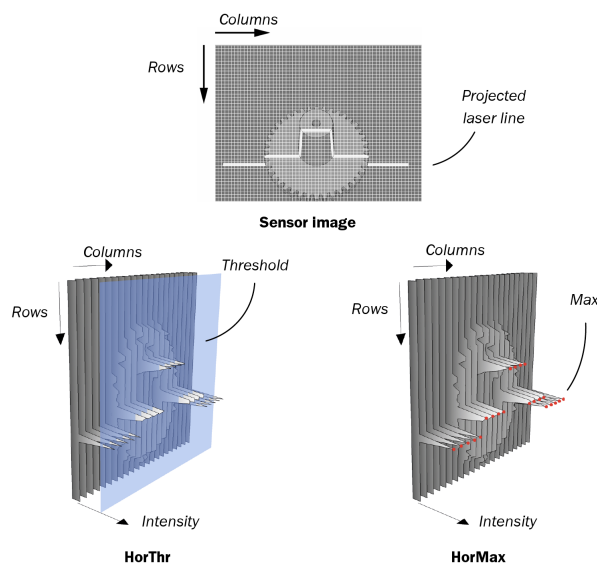 Columns
Rows
Projected
laser line
Sensor image
Columns
Threshold
Rows
Intensity
HorThr
Columns
Max
Rows
Intensity
HorMax